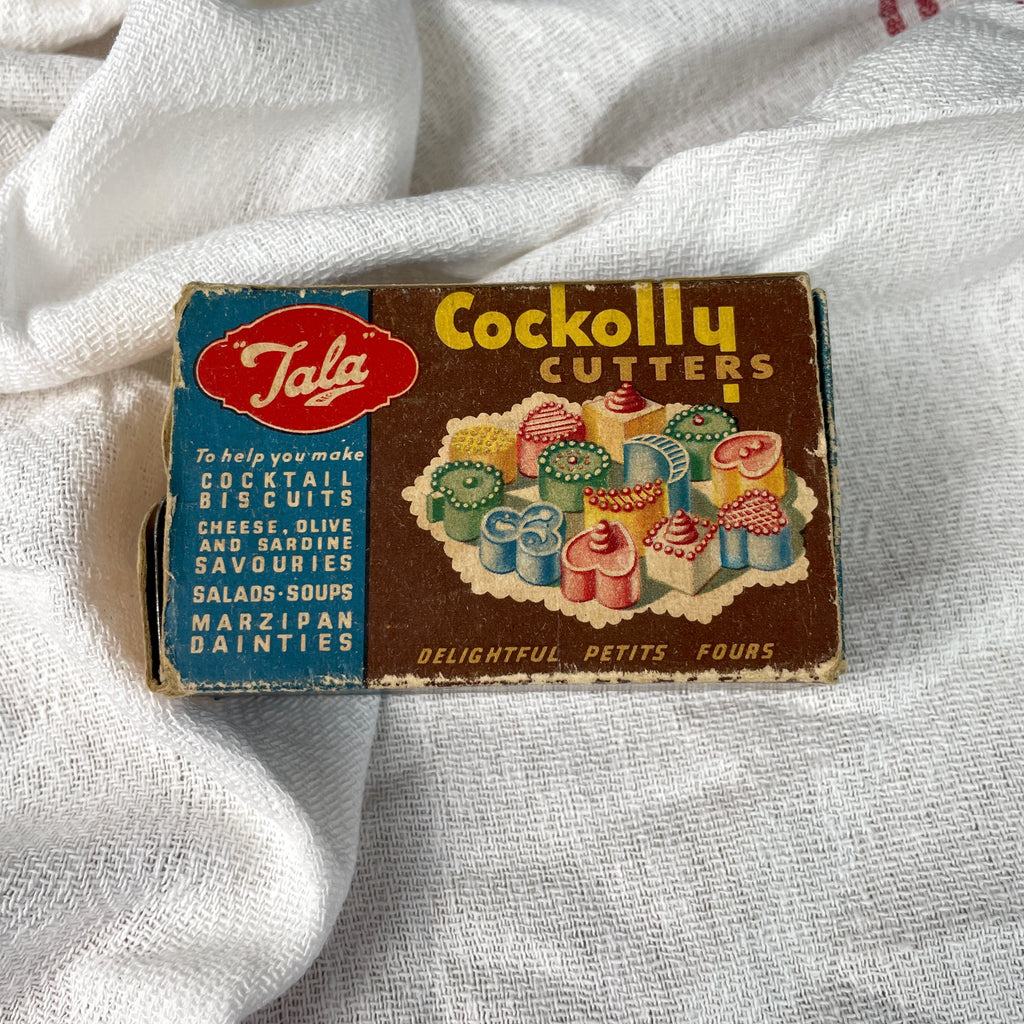 "Tala"
To help you make
COCKTAIL
BISCUITS
CHEESE, OLIVE
AND SARDINE
SAVOURIES
SALADS·SOUPS
MARZIPAN
DAINTIES
Cockolly
CUTTERS
DELIGHTFUL PETITS FOURS